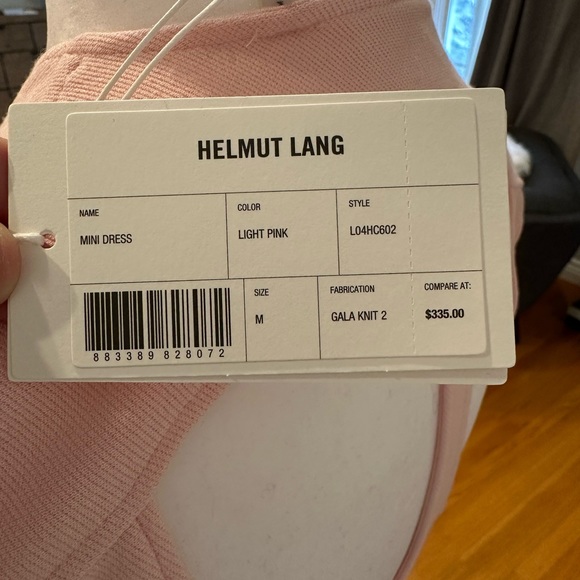 HELMUT LANG
NAME
MINI DRESS
COLOR
LIGHT PINK
STYLE
L04HC602
883389 828072
SIZE
M
FABRICATION
GALA KNIT 2
COMPARE AT:
$335.00